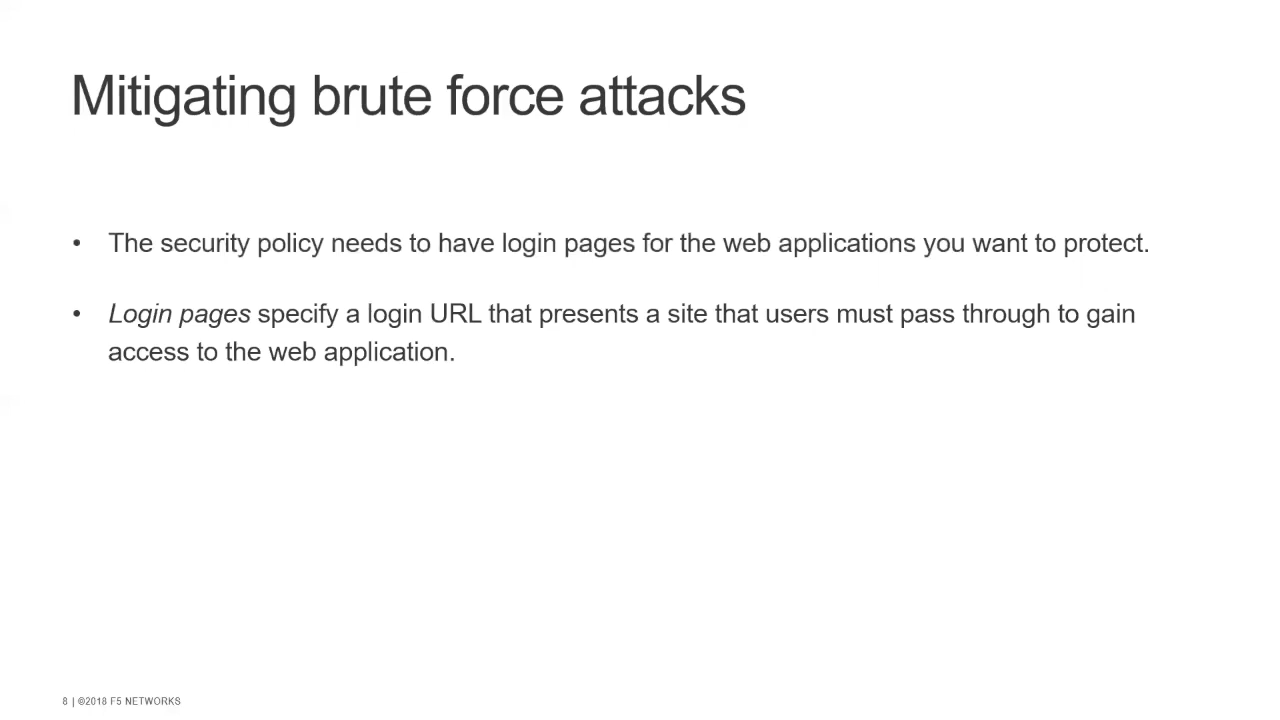 Mitigating brute force attacks
• The security policy needs to have login pages for the web applications you want to protect.
• Login pages specify a login URL that presents a site that users must pass through to gain
access to the web application.
8 | ©2018 F5 NETWORKS